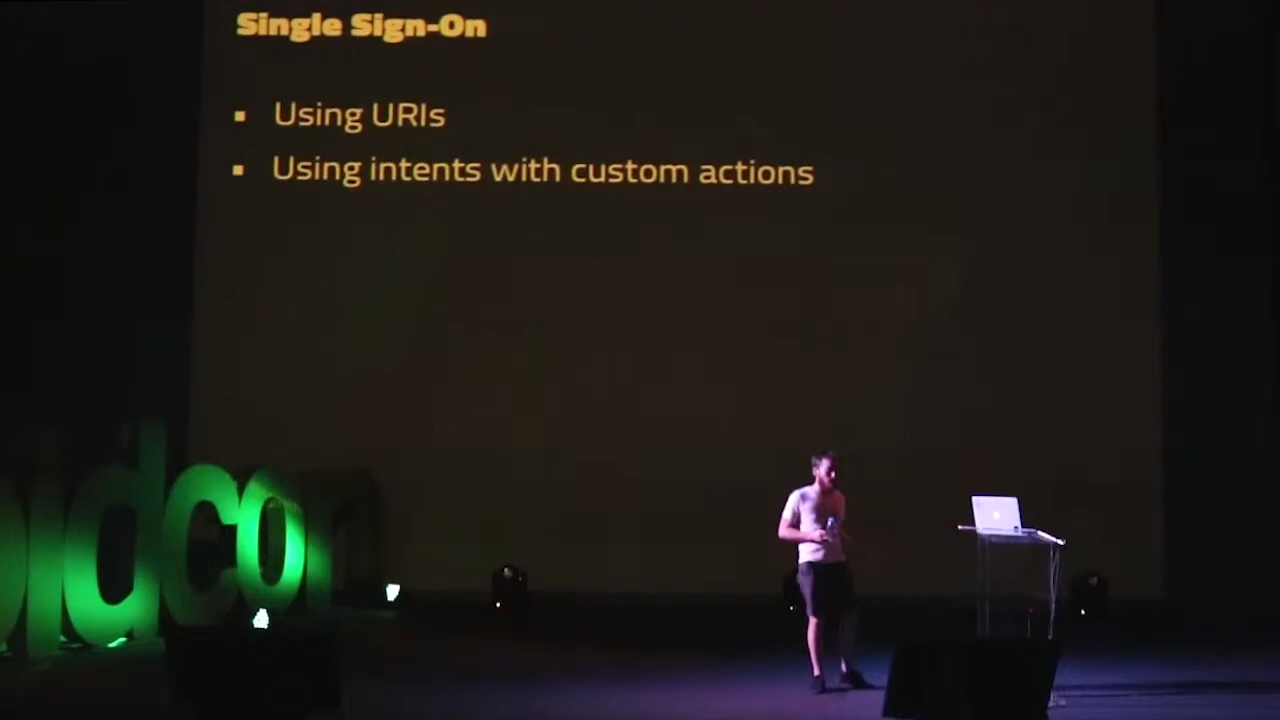 Single Sign-On
▪ Using URIs
▪ Using intents with custom actions
idcon